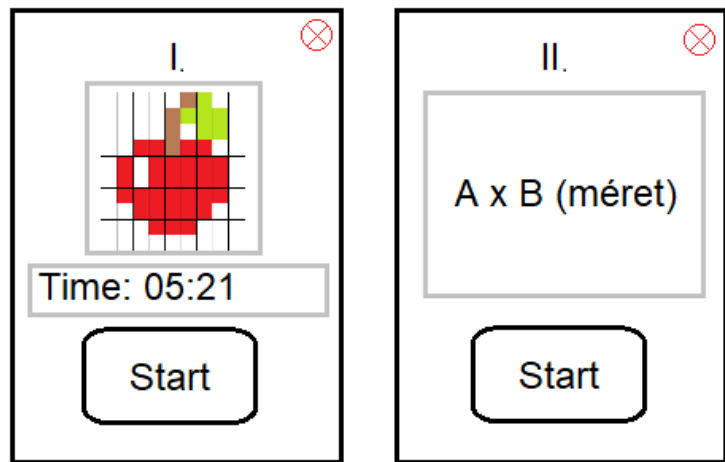 I.
Time: 05:21
Start
II.
A x B (méret)
Start